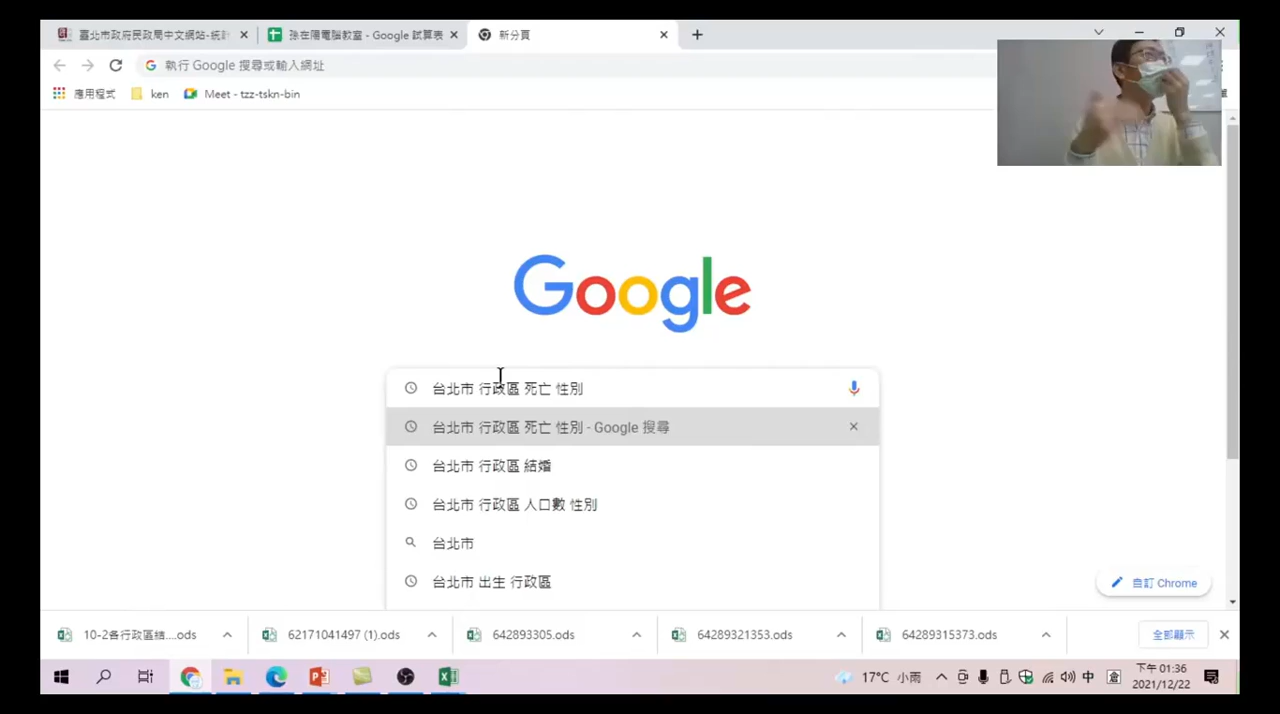 臺北市政府民政局中文網站-統計
孫在陽電腦教室 - Google 試算表
新分頁
執行 Google 搜尋或輸入網址
應用程式
ken
Meet - tzz-tskn-bin
Google
台北市 行政區 死亡 性別
台北市 行政區 死亡 性別 - Google 搜尋
台北市 行政區 結婚
台北市 行政區 人口數 性別
台北市
台北市 出生 行政區
自訂 Chrome
10-2各行政區結....ods
62171041497 (1).ods
642893305.ods
64289321353.ods
64289315373.ods
全部顯示
17°C 小雨
中
倉
下午 01:36
2021/12/22